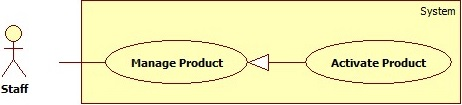 System
Manage Product
Activate Product
Staff